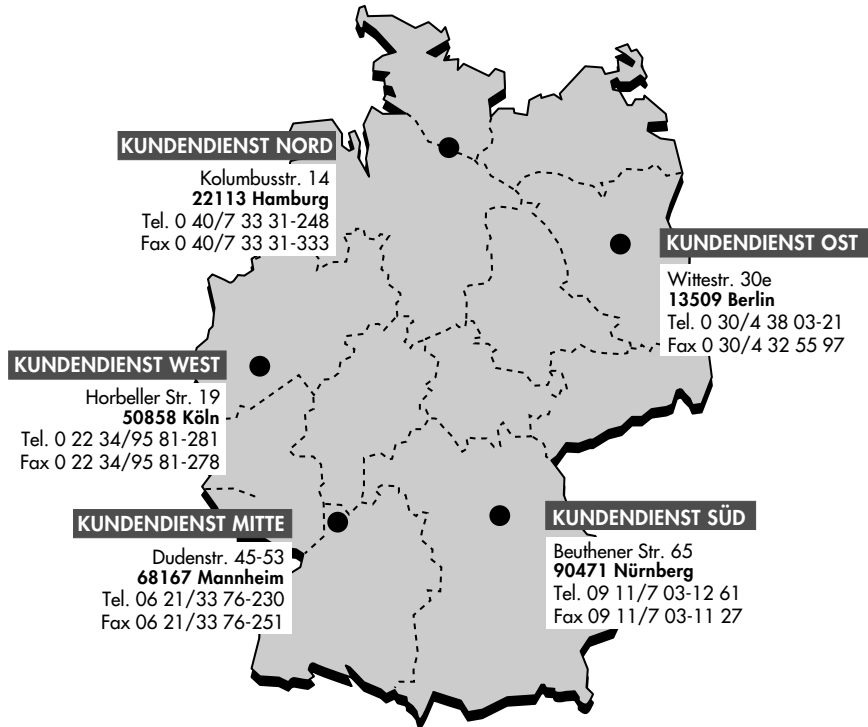 KUNDENDIENST NORD
Kolumbusstr. 14
22113 Hamburg
Tel. 0 40/7 33 31-248
Fax 0 40/7 33 31-333
KUNDENDIENST OST
Wittestr. 30e
13509 Berlin
Tel. 0 30/4 38 03-21
Fax 0 30/4 32 55 97
KUNDENDIENST WEST
Horbeller Str. 19
50858 Köln
Tel. 0 22 34/95 81-281
Fax 0 22 34/95 81-278
KUNDENDIENST MITTE
Dudenstr. 45-53
68167 Mannheim
Tel. 06 21/33 76-230
Fax 06 21/33 76-251
KUNDENDIENST SÜD
Beuthener Str. 65
90471 Nürnberg
Tel. 09 11/7 03-12 61
Fax 09 11/7 03-11 27